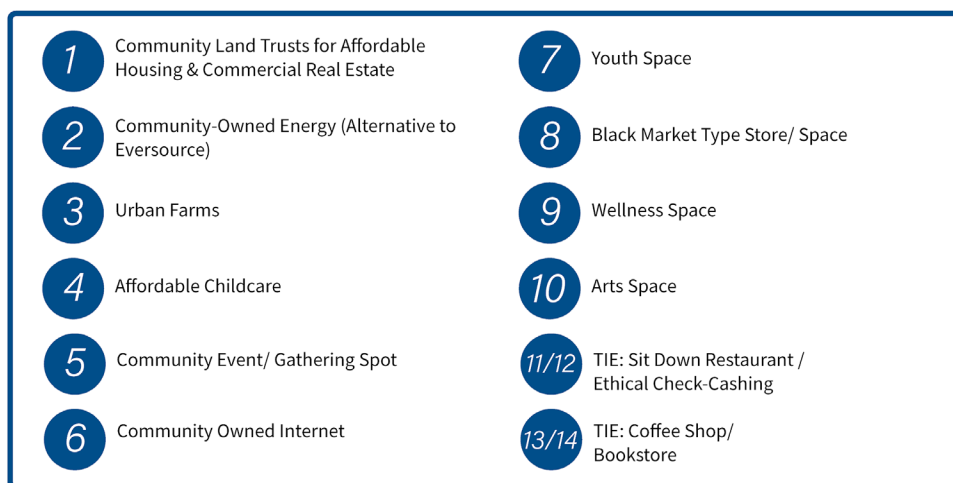 1
Community Land Trusts for Affordable
Housing & Commercial Real Estate
2
Community-Owned Energy (Alternative to
Eversource)
3
Urban Farms
4
Affordable Childcare
5
Community Event/ Gathering Spot
6
Community Owned Internet
7
Youth Space
8
Black Market Type Store/ Space
9
Wellness Space
10
Arts Space
11/12
TIE: Sit Down Restaurant /
Ethical Check-Cashing
13/14
TIE: Coffee Shop/
Bookstore